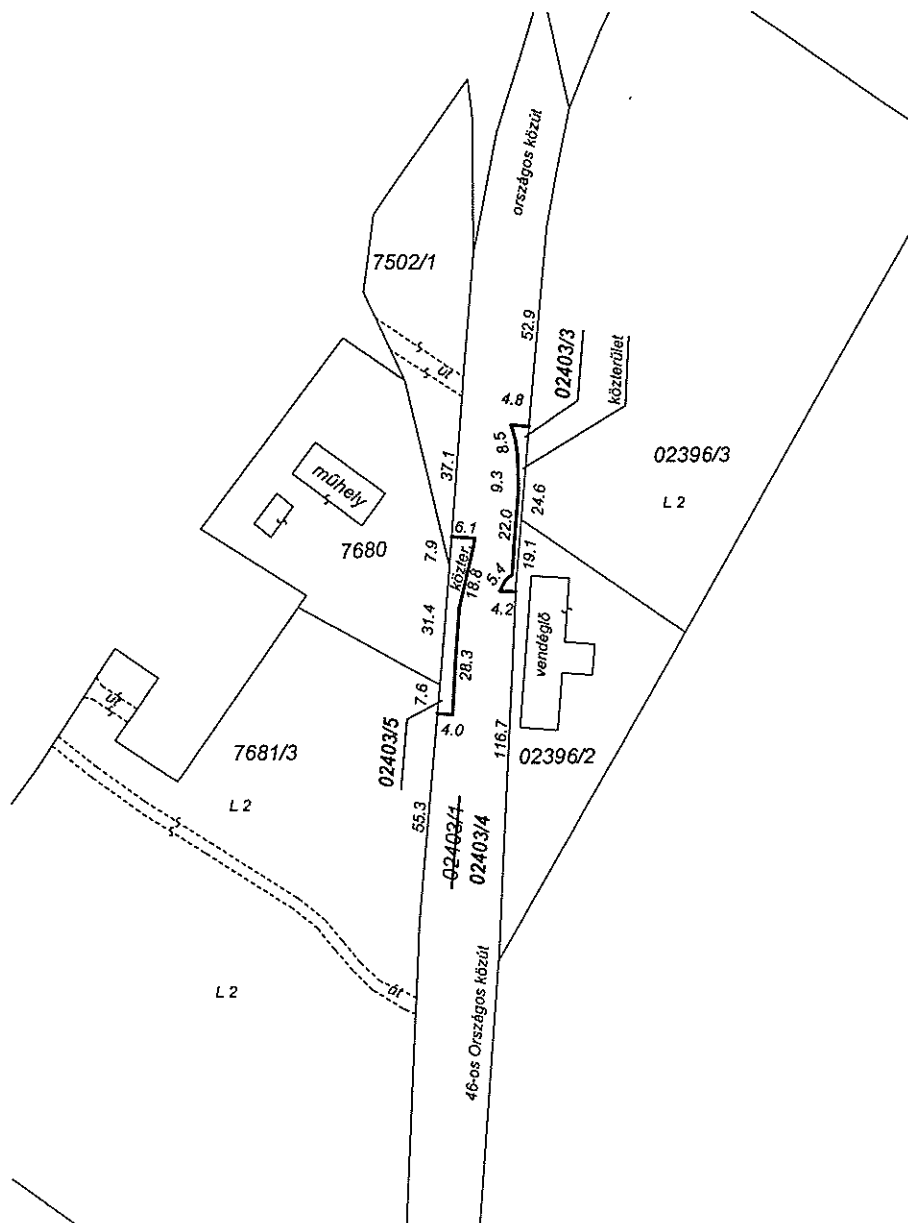 országos közút
7502/1
út
52.9
02403/3
közterület
4.8
8.5
37.1
9.3
02396/3
24.6
L 2
műhely
22.0
6.1
7.9
7680
közter.
18.8
19.1
5.4
4.2
31.4
vendéglő
28.3
7.6
út
4.0
02403/5
116.7
7681/3
02396/2
L 2
55.3
02403/1
02403/4
L 2
át
46-os Országos közút